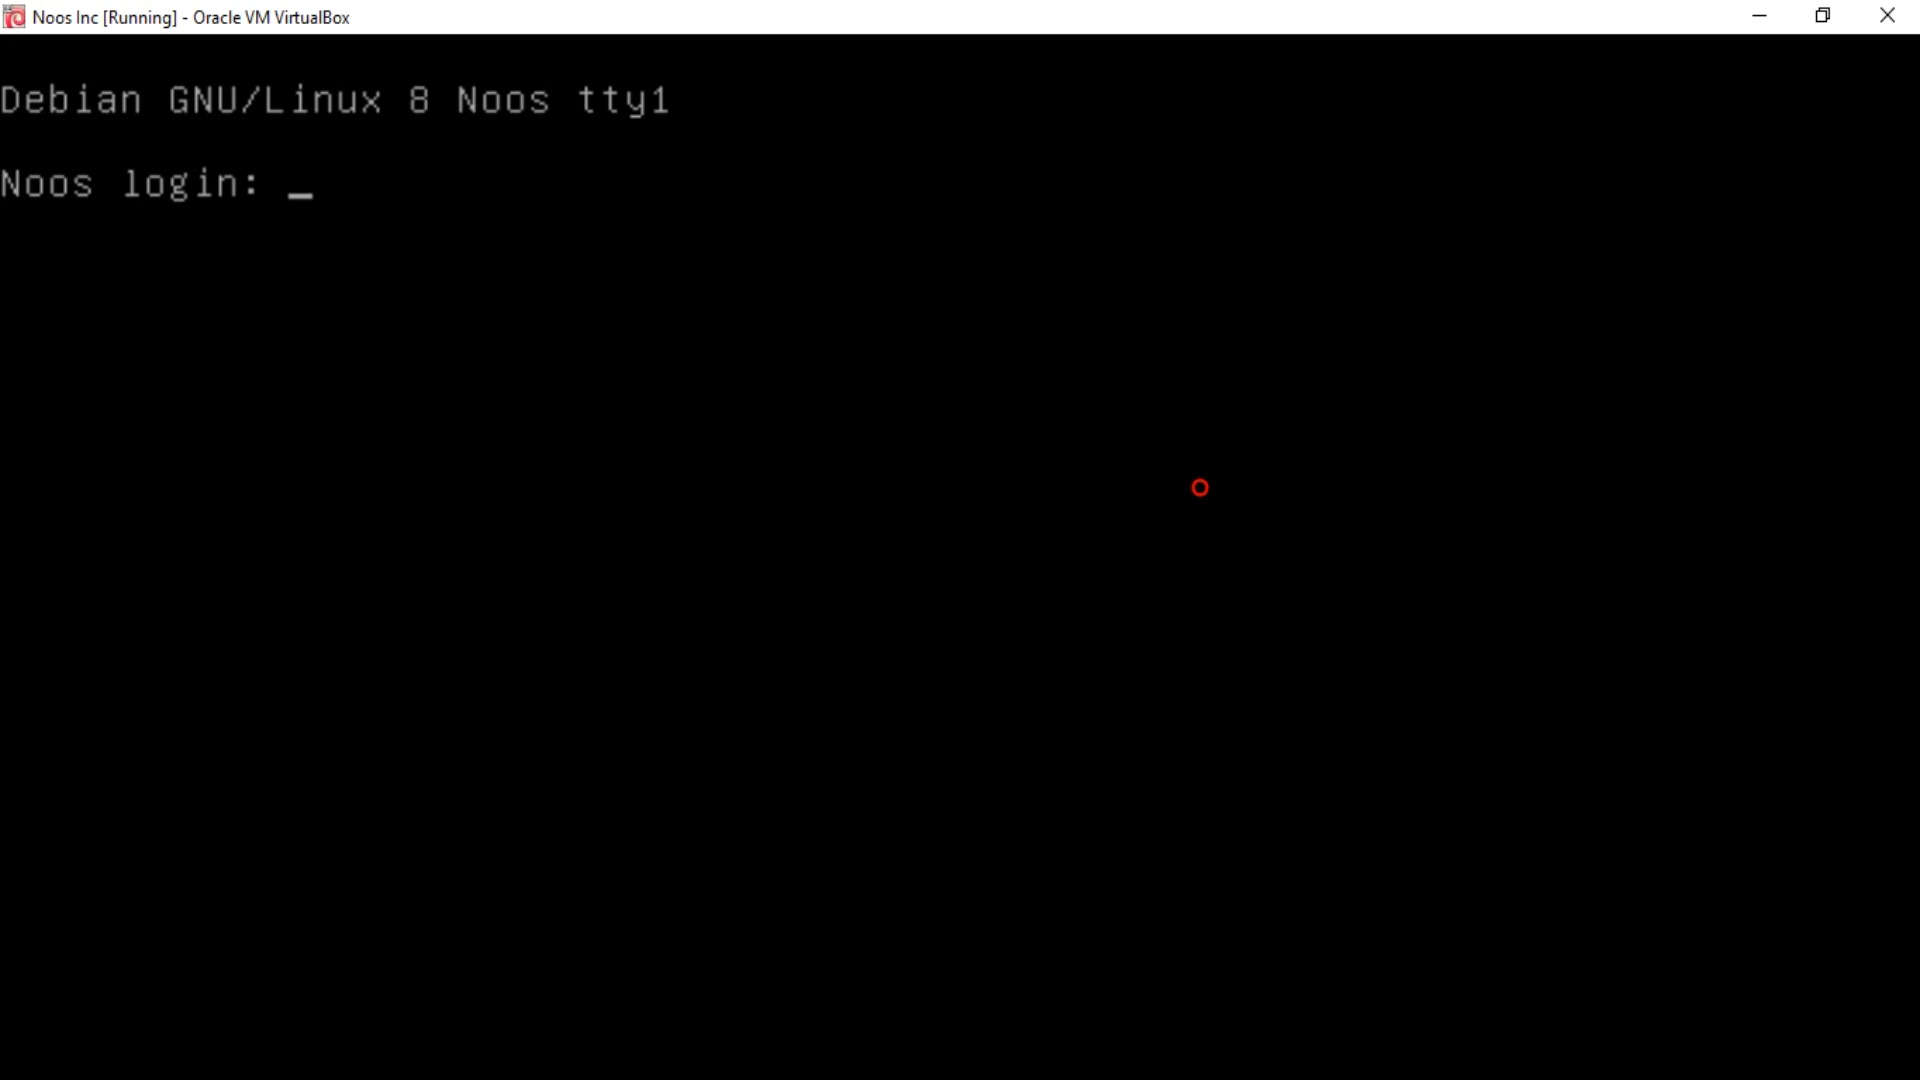 Noos Inc [Running] - Oracle VM VirtualBox
Debian GNU/Linux 8 Noos tty1
Noos login: _